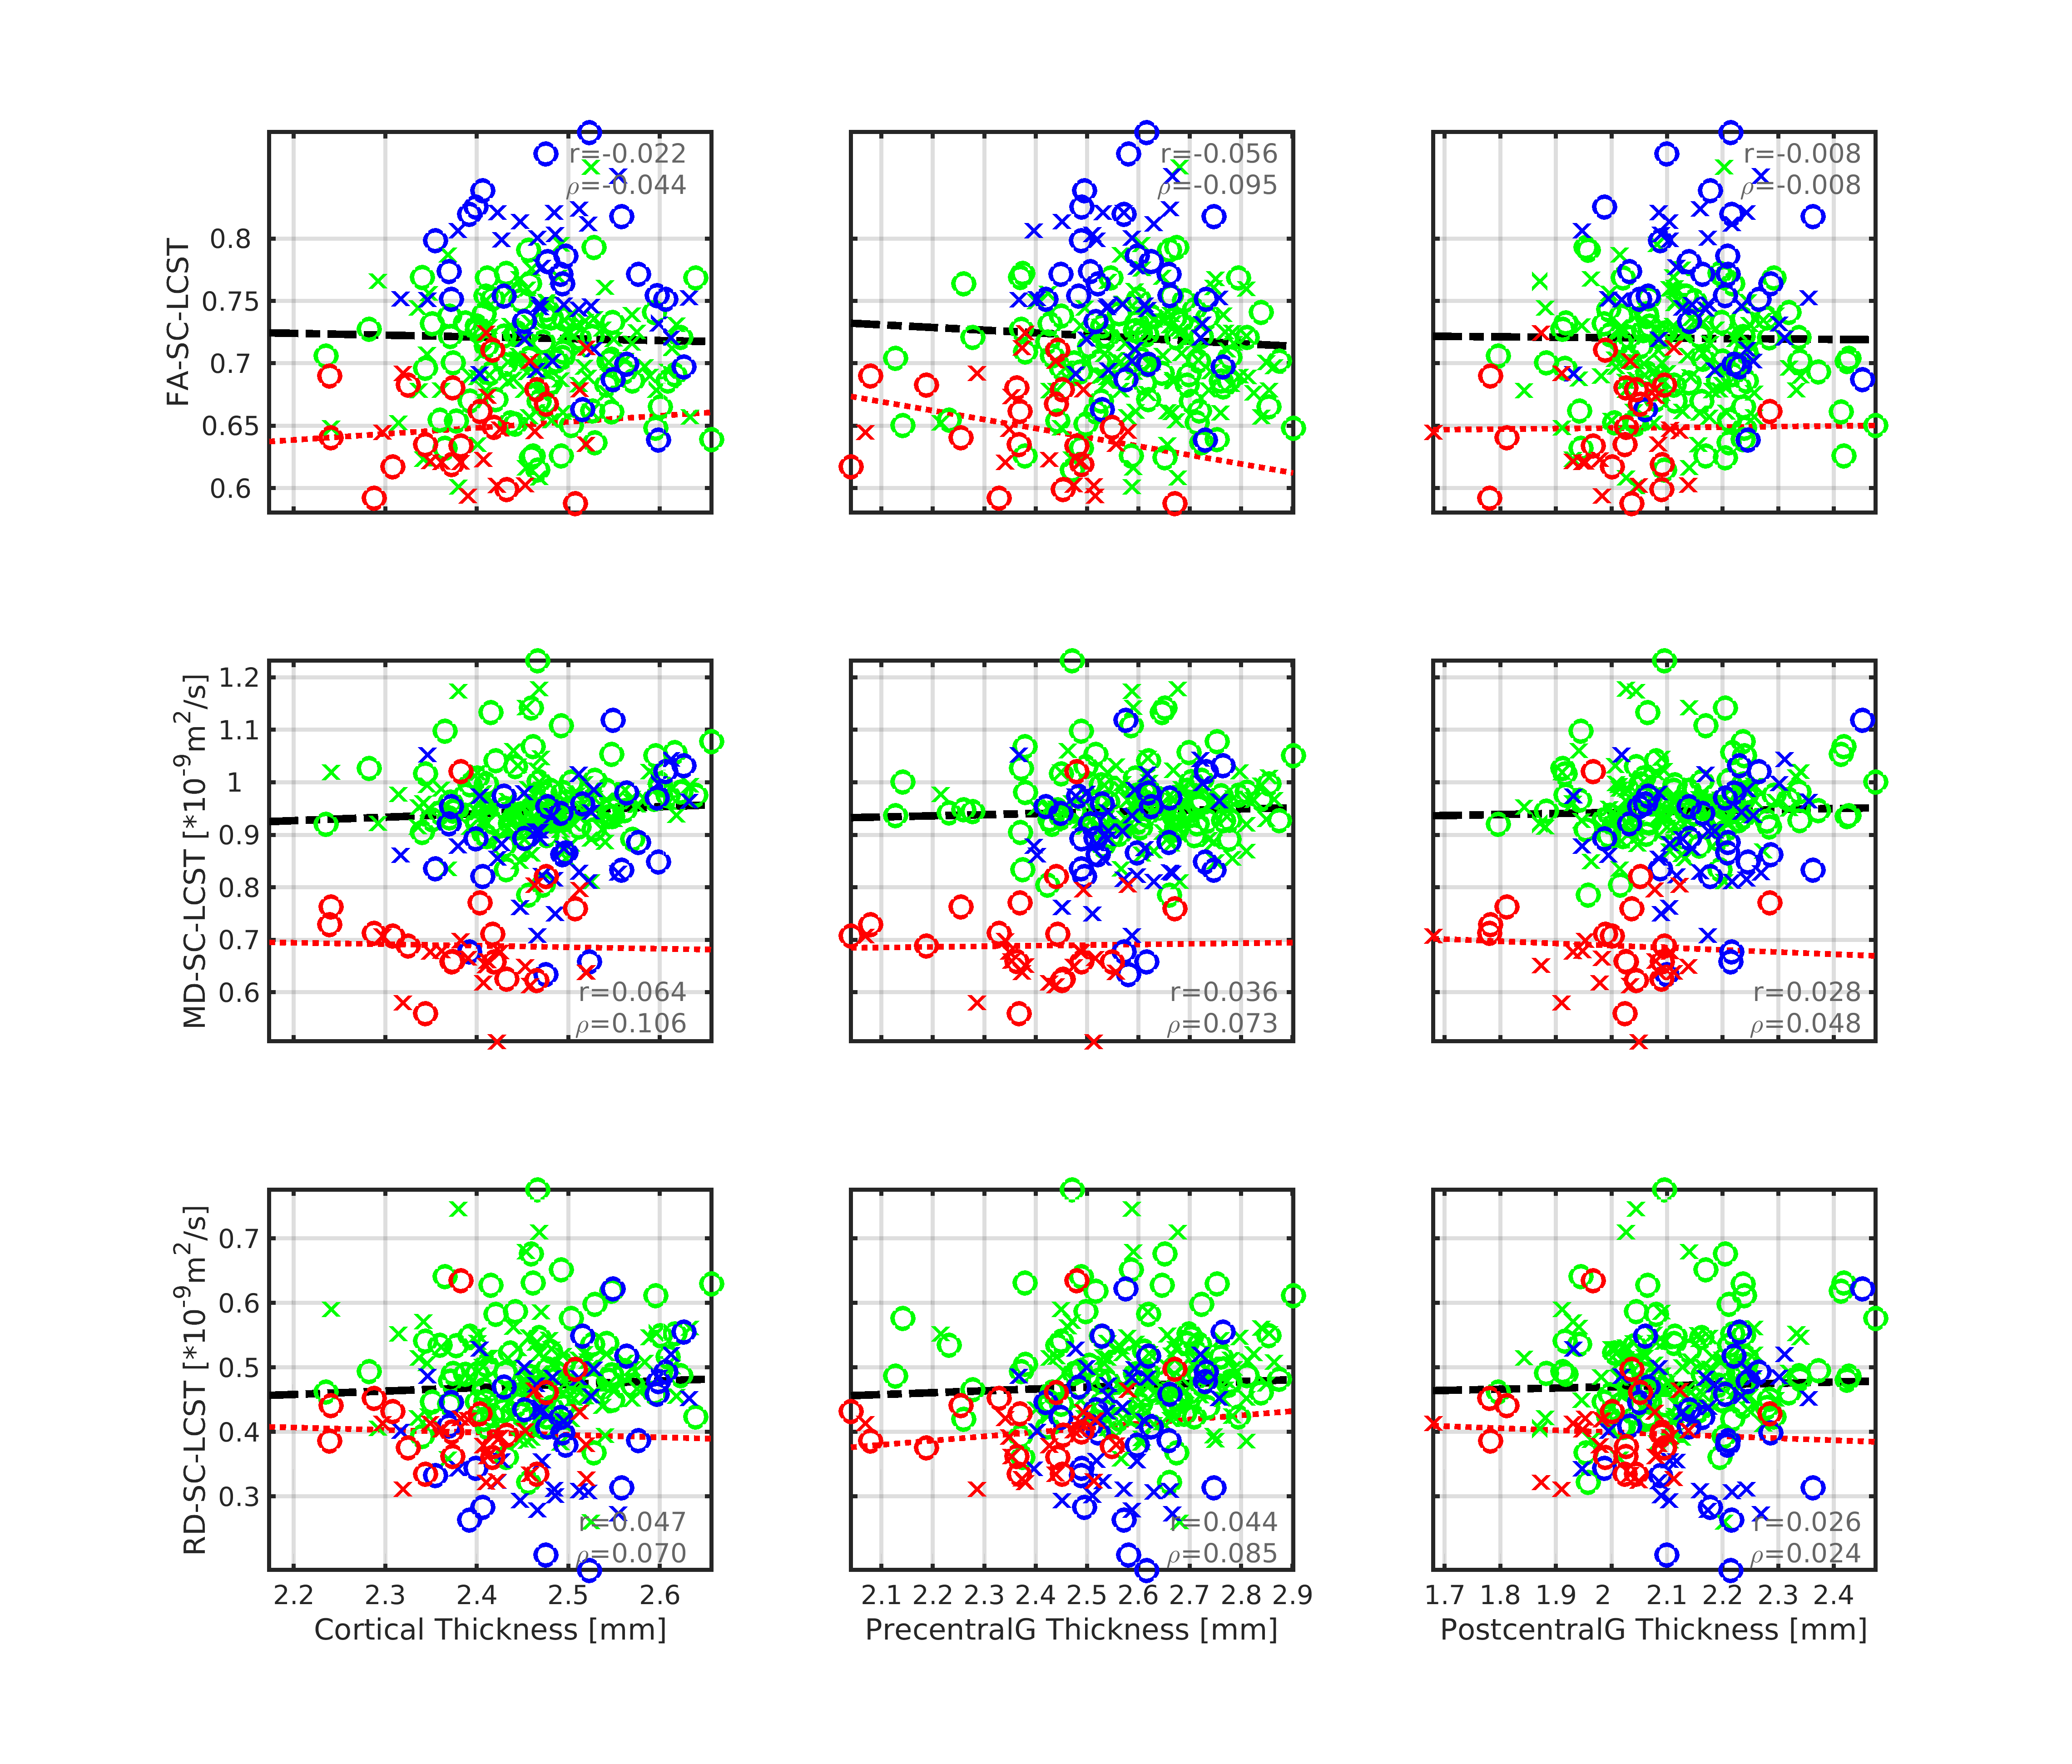 r=-0.022
ρ=-0.044
r=-0.056
ρ=-0.095
r=-0.008
ρ=-0.008
FA-SC-LCST
0.8
0.75
0.7
0.65
0.6
MD-SC-LCST [*10^-9 m^2/s]
1.2
1.1
1
0.9
0.8
0.7
0.6
r=0.064
ρ=0.106
r=0.036
ρ=0.073
r=0.028
ρ=0.048
RD-SC-LCST [*10^-9 m^2/s]
0.7
0.6
0.5
0.4
0.3
r=0.047
ρ=0.070
r=0.044
ρ=0.085
r=0.026
ρ=0.024
2.2 2.3 2.4 2.5 2.6
Cortical Thickness [mm]
2.1 2.2 2.3 2.4 2.5 2.6 2.7 2.8 2.9
PrecentralG Thickness [mm]
1.7 1.8 1.9 2 2.1 2.2 2.3 2.4
PostcentralG Thickness [mm]